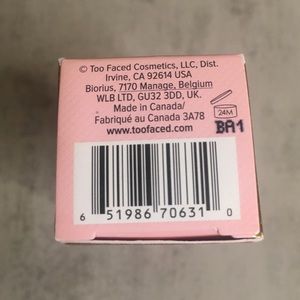 © Too Faced Cosmetics, LLC, Dist.
Irvine, CA 92614 USA
Biorius, 7170 Manage, Belgium
WLB LTD, GU32 3DD, UK.
Made in Canada/
Fabriqué au Canada 3A78
www.toofaced.com
24M
BA1
6 51986 70631 0